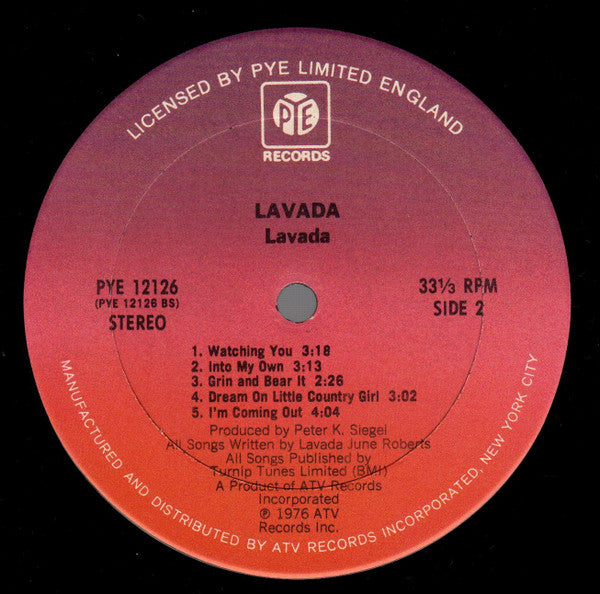 LICENSED BY PYE LIMITED ENGLAND
PYE
RECORDS
LAVADA
Lavada
PYE 12126
(PYE 12126 BS)
STEREO
33⅓ RPM
SIDE 2
1. Watching You 3:18
2. Into My Own 3:13
3. Grin and Bear It 2:26
4. Dream On Little Country Girl 3:02
5. I'm Coming Out 4:04
Produced by Peter K. Siegel
All Songs Written by Lavada June Roberts
All Songs Published by
Turnip Tunes Limited (BMI)
A Product of ATV Records
Incorporated
℗ 1976 ATV
Records Inc.
MANUFACTURED AND DISTRIBUTED BY ATV RECORDS INCORPORATED, NEW YORK CITY